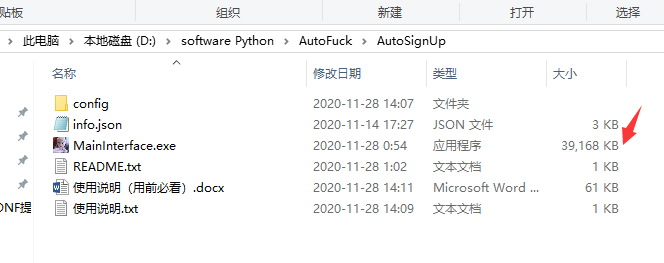 贴板 组织 新建 打开 选择
此电脑 本地磁盘 (D:) software Python AutoFuck AutoSignUp
名称 修改日期 类型 大小
config 2020-11-28 14:07 文件夹
info.json 2020-11-14 17:27 JSON 文件 3 KB
MainInterface.exe 2020-11-28 0:54 应用程序 39,168 KB
README.txt 2020-11-28 1:02 文本文档 1 KB
使用说明（用前必看）.docx 2020-11-28 14:11 Microsoft Word ... 61 KB
使用说明.txt 2020-11-28 14:09 文本文档 1 KB
ONF提